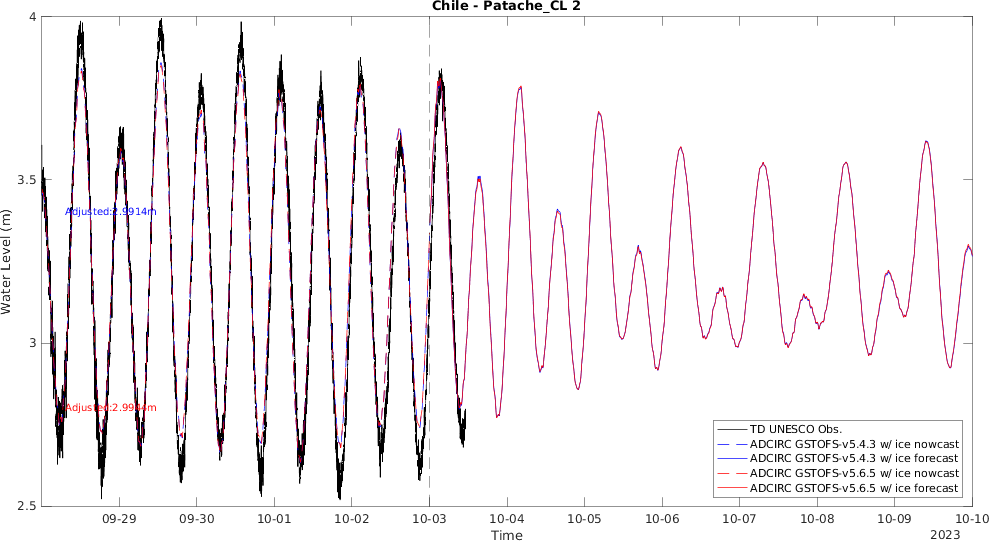 Chile - Patache_CL 2
4
3.5
3
2.5
Water Level (m)
Adjusted:2.9914m
TD UNESCO Obs.
ADCIRC GSTOFS-v5.4.3 w/ ice nowcast
ADCIRC GSTOFS-v5.4.3 w/ ice forecast
ADCIRC GSTOFS-v5.6.5 w/ ice nowcast
ADCIRC GSTOFS-v5.6.5 w/ ice forecast
09-29 09-30 10-01 10-02 10-03 10-04 10-05 10-06 10-07 10-08 10-09 10-10
Time
2023